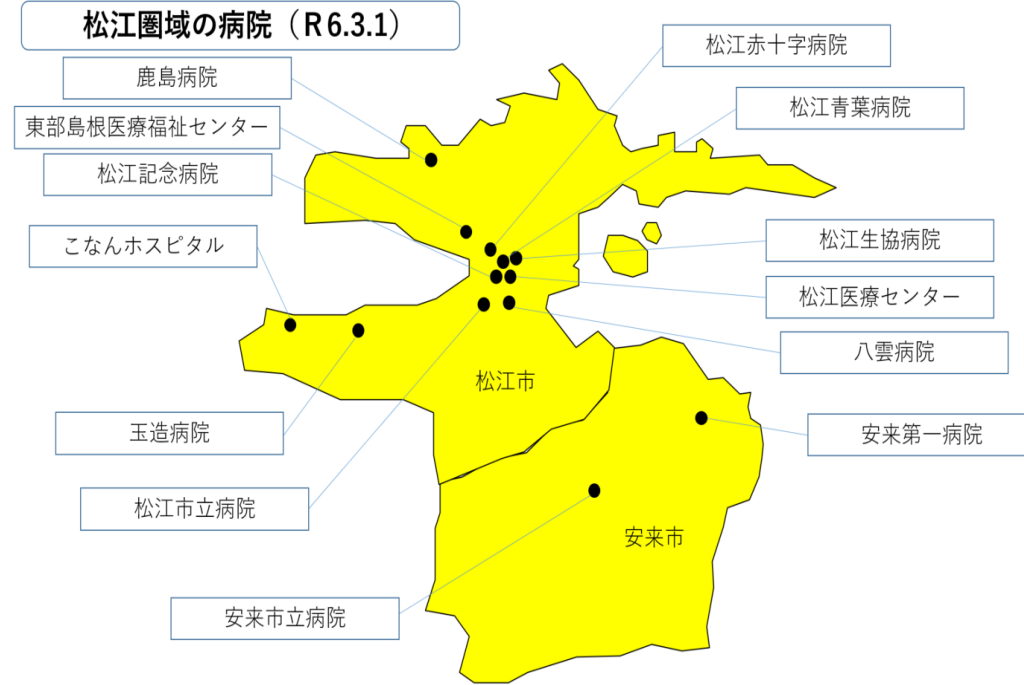 松江圏域の病院（Ｒ6.3.1）
鹿島病院
東部島根医療福祉センター
松江記念病院
こなんホスピタル
玉造病院
松江市立病院
安来市立病院
松江赤十字病院
松江青葉病院
松江生協病院
松江医療センター
八雲病院
安来第一病院
松江市
安来市